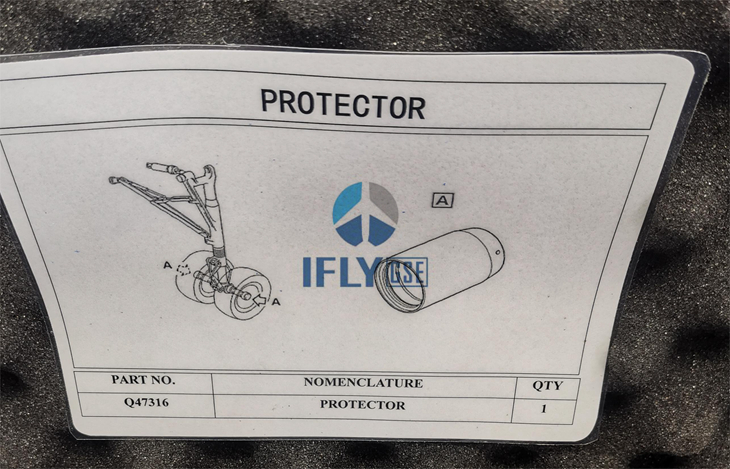 PROTECTOR
A
A
A
IFLY GSE
PART NO. NOMENCLATURE QTY
Q47316 PROTECTOR 1